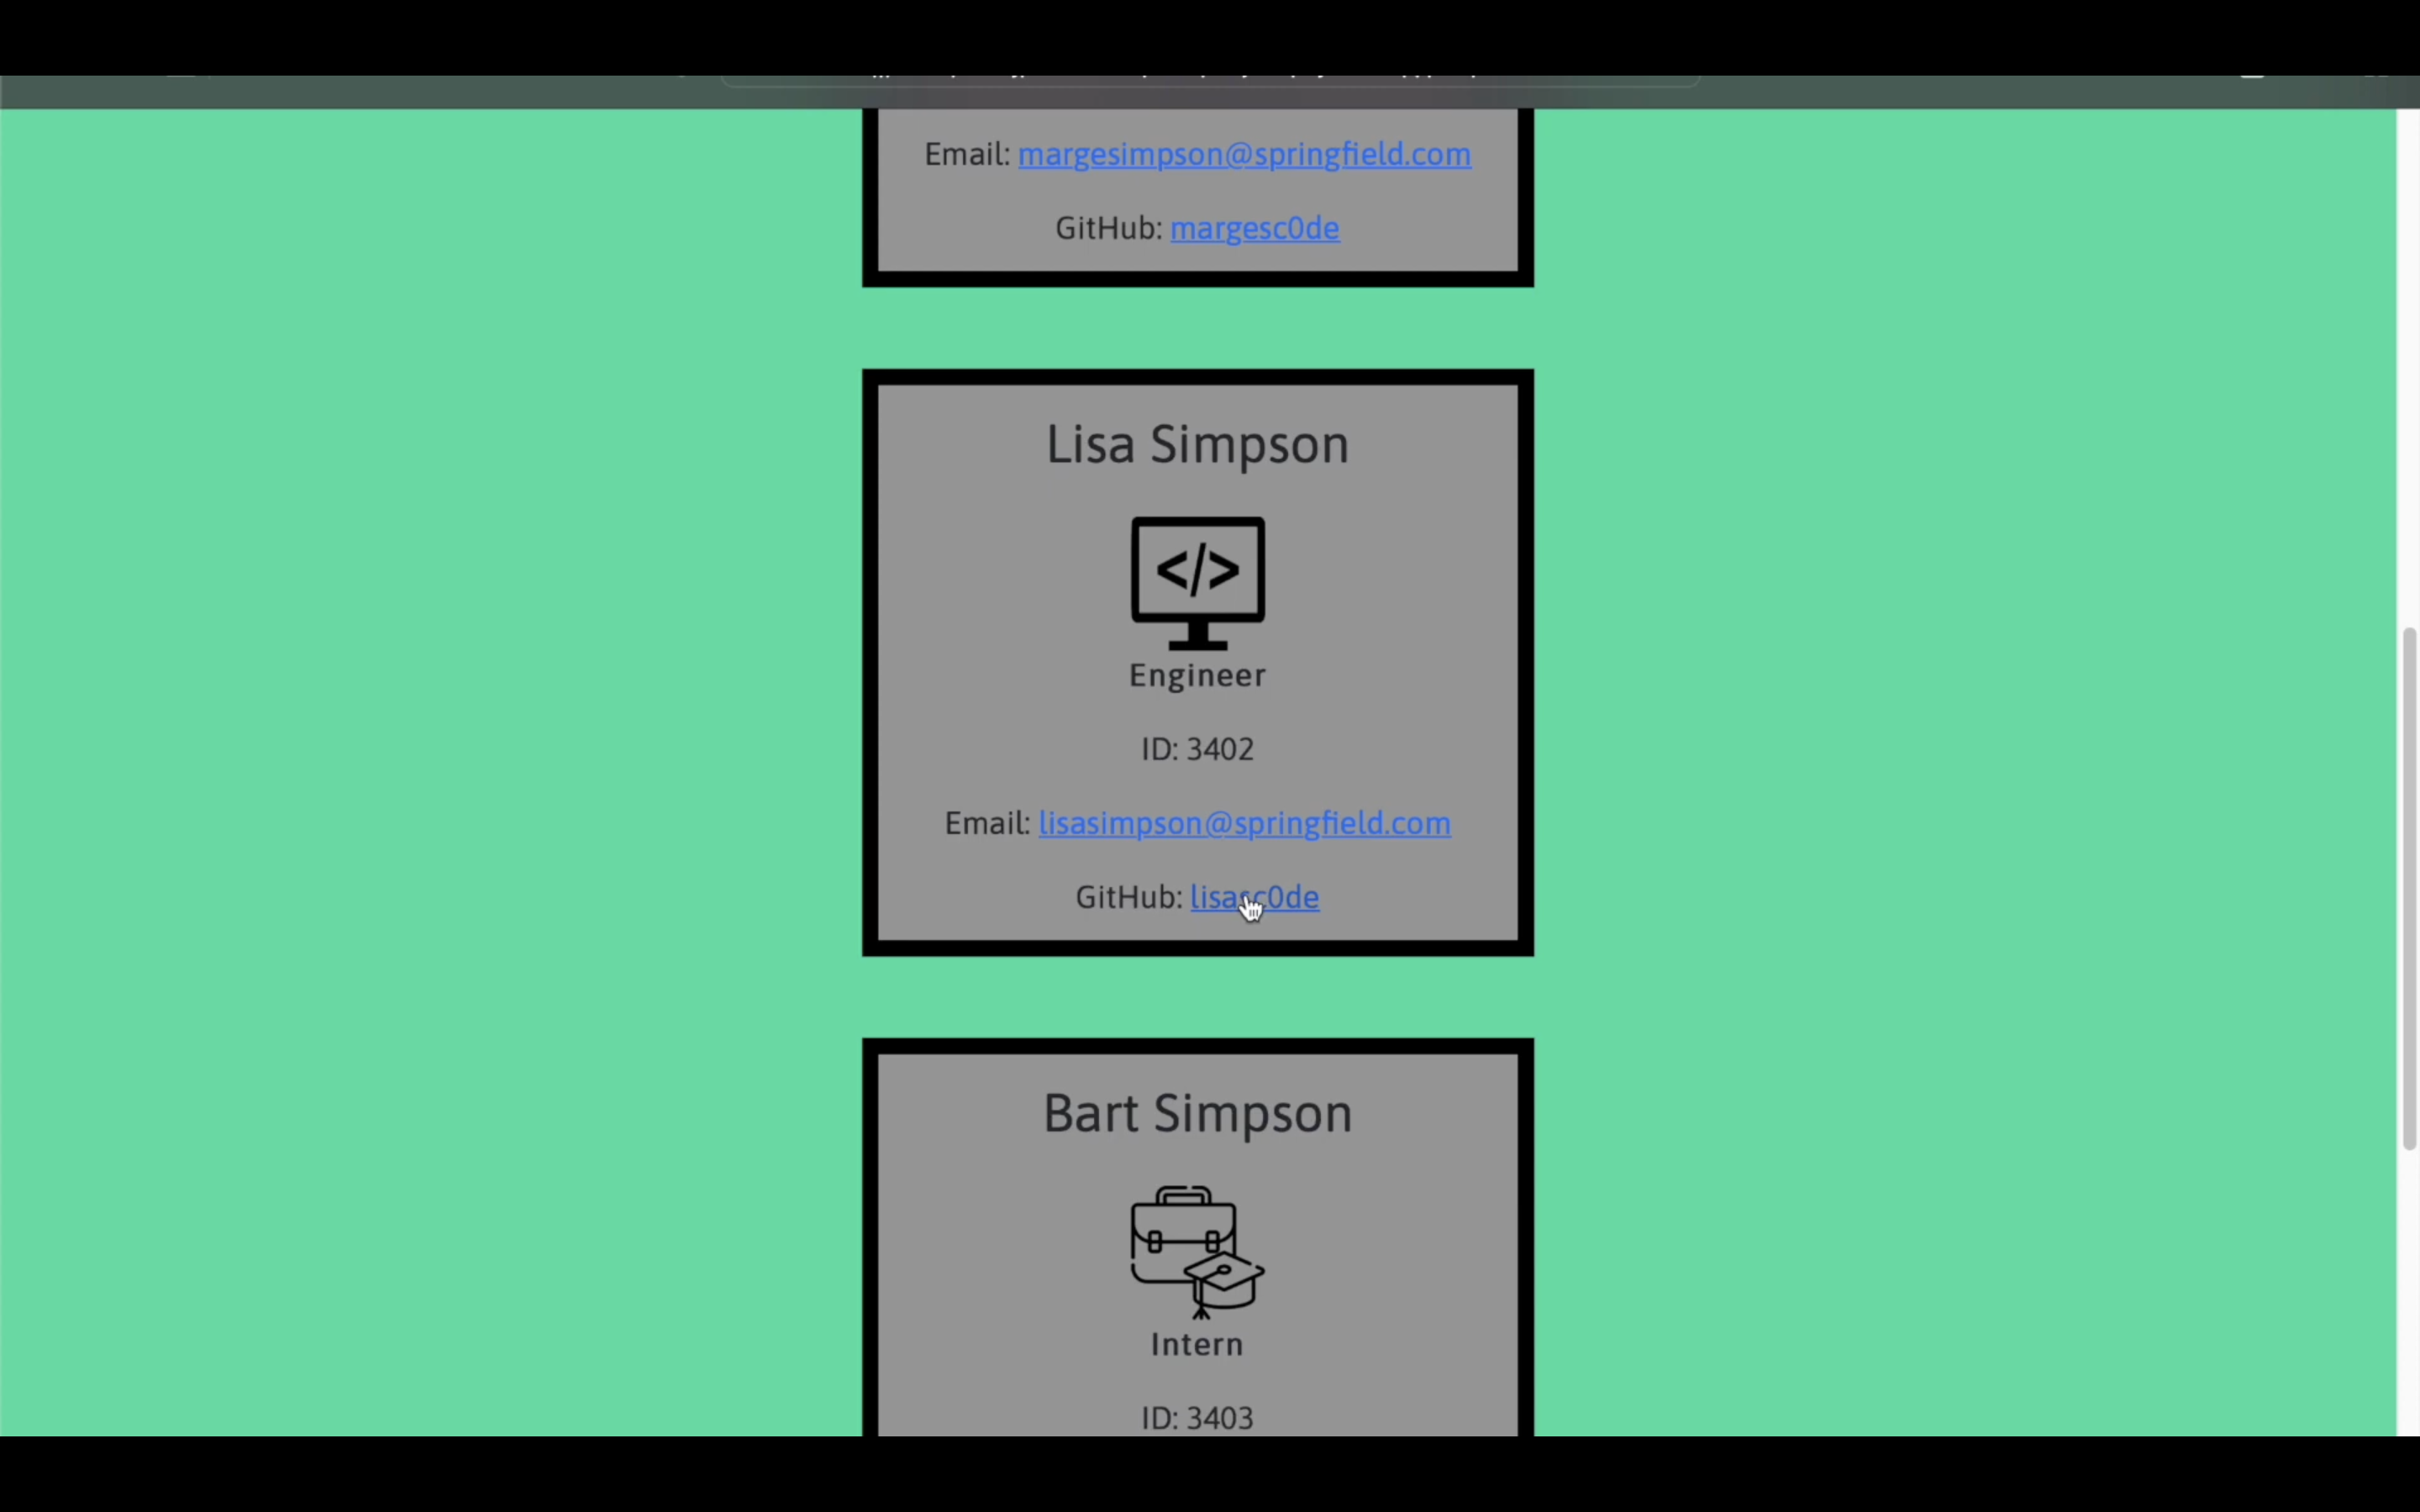 Email: margesimpson@springfield.com
GitHub: margesc0de
Lisa Simpson
</>
Engineer
ID: 3402
Email: lisasimpson@springfield.com
GitHub: lisasc0de
Bart Simpson
Intern
ID: 3403